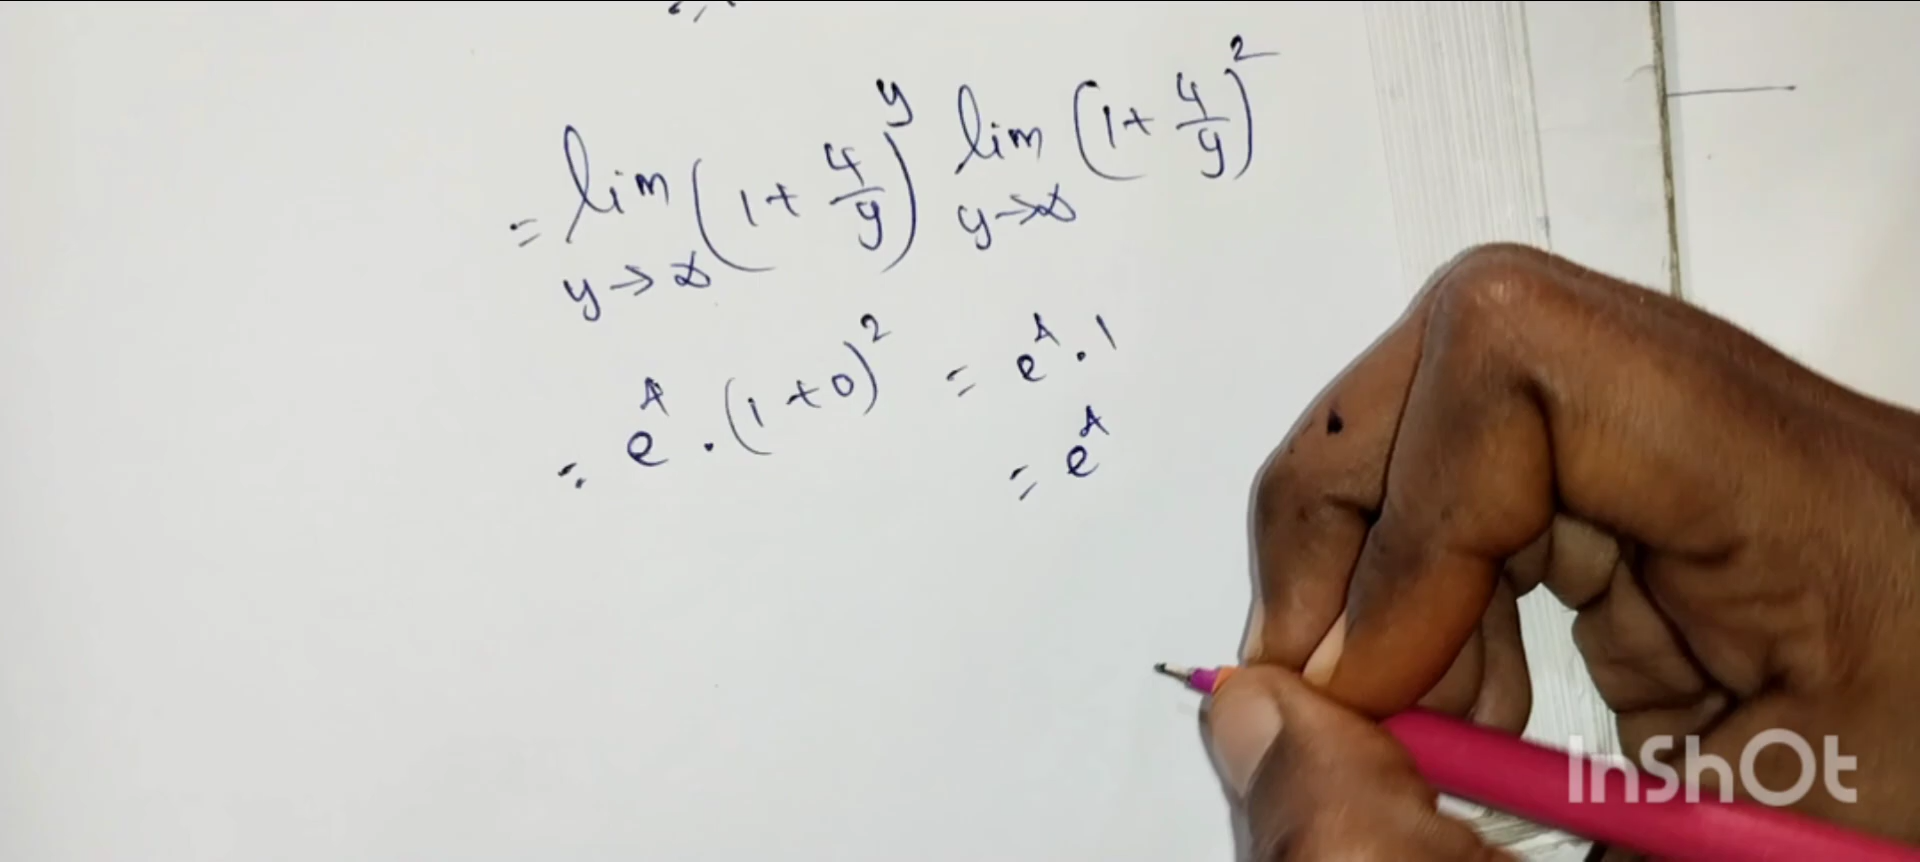 = lim (1 + 4/y)^y lim (1 + 4/y)^2
y→∞ y→∞
= e^4 . (1 + 0)^2 = e^4 . 1
= e^4
InShOt